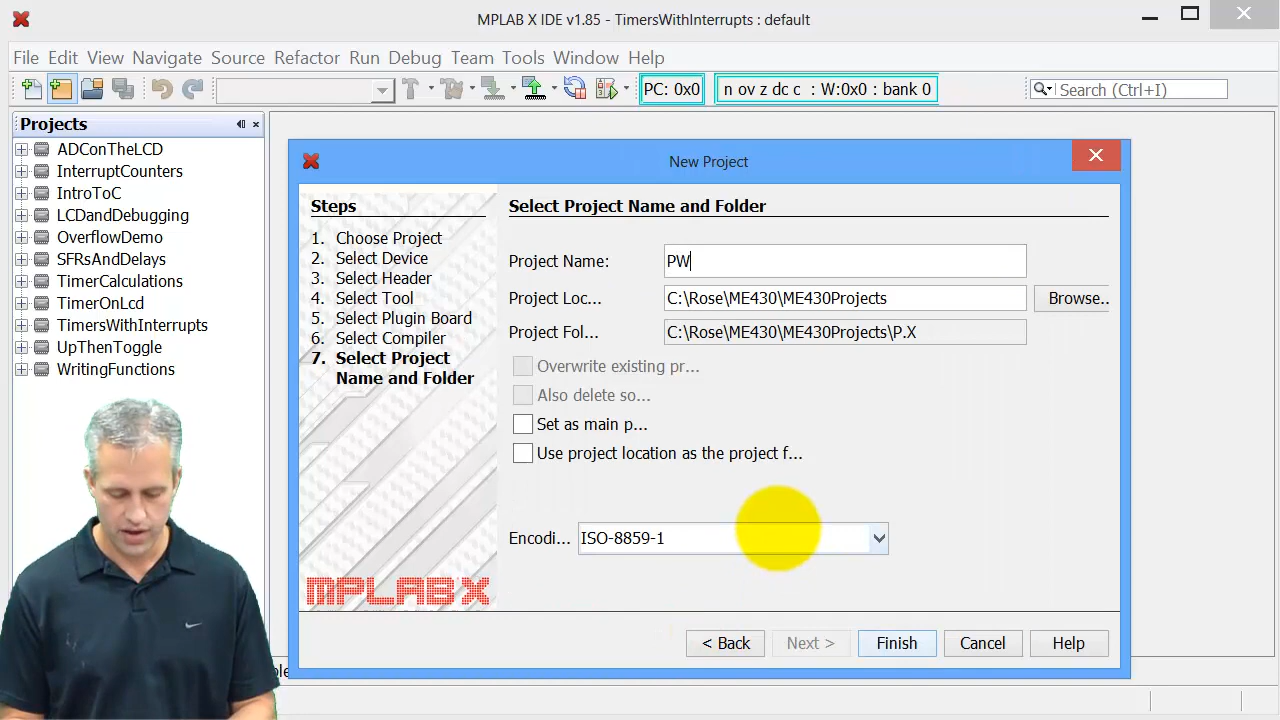 MPLAB X IDE v1.85 - TimersWithInterrupts : default
File Edit View Navigate Source Refactor Run Debug Team Tools Window Help
PC: 0x0 n ov z dc c : W:0x0 : bank 0 Search (Ctrl+I)
Projects
ADConTheLCD
InterruptCounters
IntroToC
LCDandDebugging
OverflowDemo
SFRsAndDelays
TimerCalculations
TimerOnLcd
TimersWithInterrupts
UpThenToggle
WritingFunctions
New Project
Steps
1. Choose Project
2. Select Device
3. Select Header
4. Select Tool
5. Select Plugin Board
6. Select Compiler
7. Select Project
Name and Folder
MPLAB X
Select Project Name and Folder
Project Name: PW
Project Loc... C:\Rose\ME430\ME430Projects Browse..
Project Fol... C:\Rose\ME430\ME430Projects\P.X
Overwrite existing pr...
Also delete so...
Set as main p...
Use project location as the project f...
Encodi... ISO-8859-1
< Back Next > Finish Cancel Help